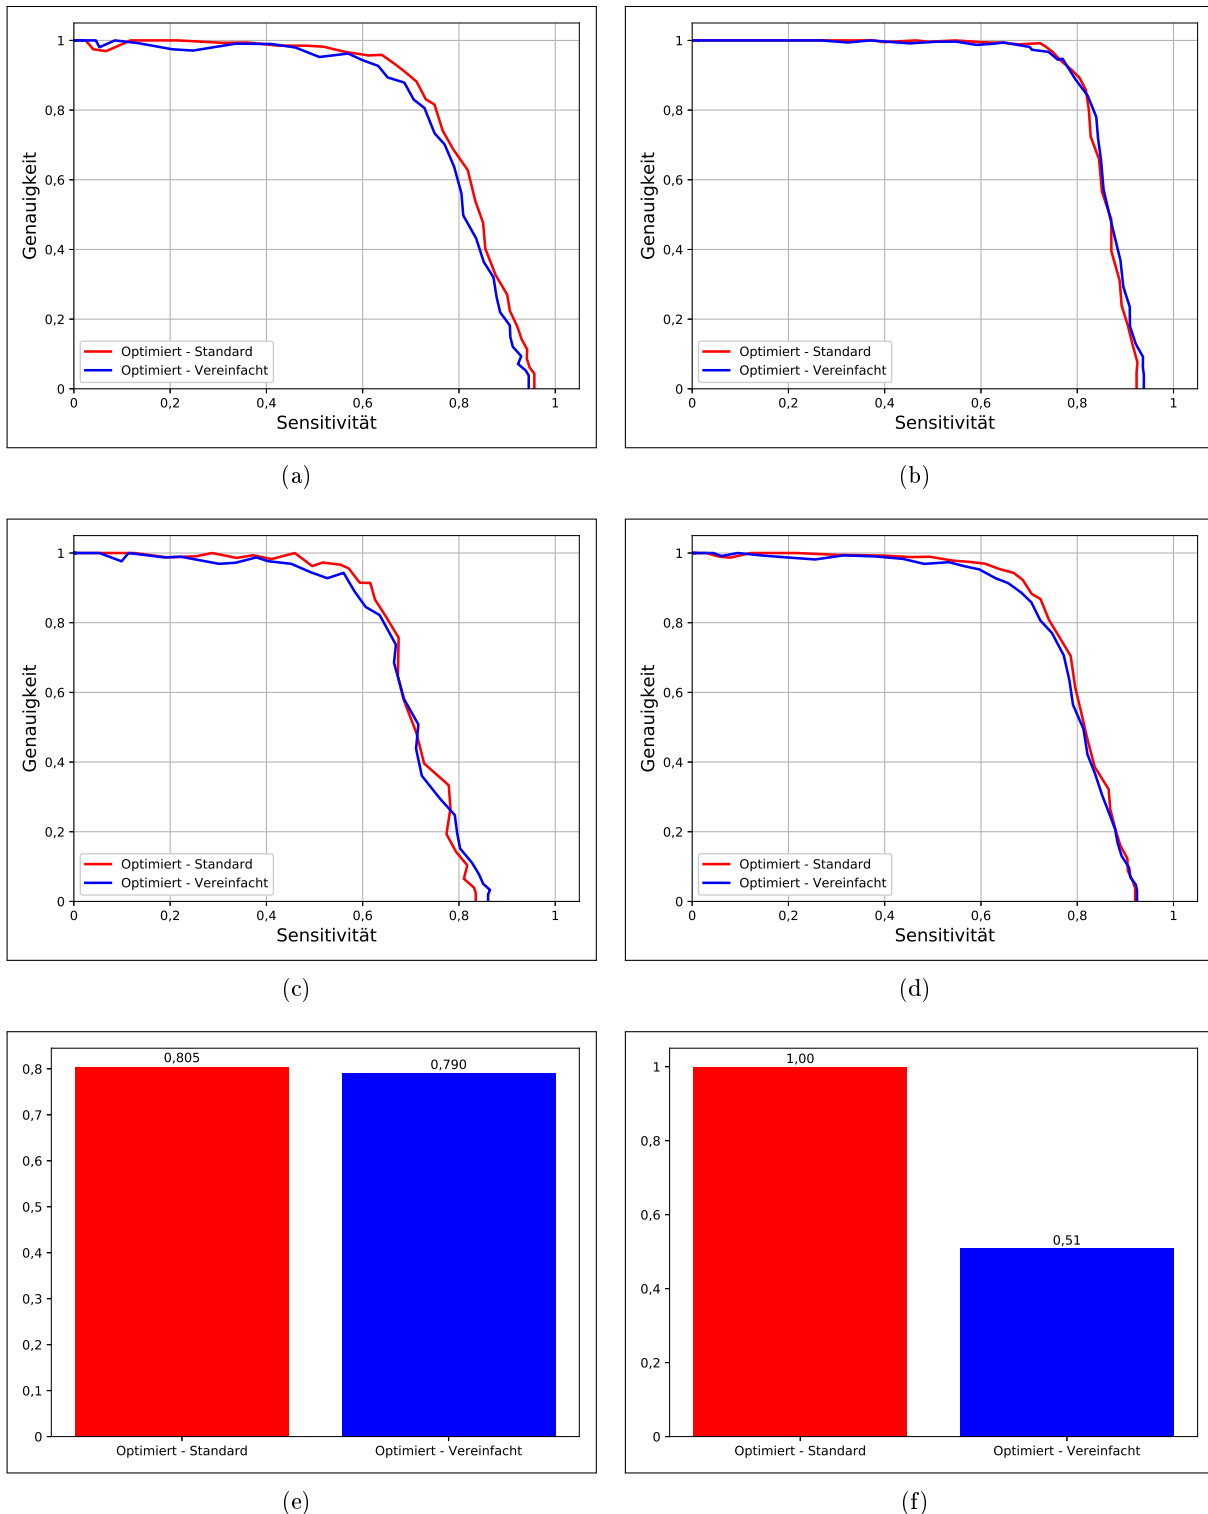 1
0,8
0,6
0,4
0,2
0
Genauigkeit
Optimiert - Standard
Optimiert - Vereinfacht
0 0,2 0,4 0,6 0,8 1
Sensitivität
(a)
1
0,8
0,6
0,4
0,2
0
Genauigkeit
Optimiert - Standard
Optimiert - Vereinfacht
0 0,2 0,4 0,6 0,8 1
Sensitivität
(b)
1
0,8
0,6
0,4
0,2
0
Genauigkeit
Optimiert - Standard
Optimiert - Vereinfacht
0 0,2 0,4 0,6 0,8 1
Sensitivität
(c)
1
0,8
0,6
0,4
0,2
0
Genauigkeit
Optimiert - Standard
Optimiert - Vereinfacht
0 0,2 0,4 0,6 0,8 1
Sensitivität
(d)
0,805
0,790
0,8
0,7
0,6
0,5
0,4
0,3
0,2
0,1
0
Optimiert - Standard Optimiert - Vereinfacht
(e)
1,00
0,51
1
0,8
0,6
0,4
0,2
0
Optimiert - Standard Optimiert - Vereinfacht
(f)